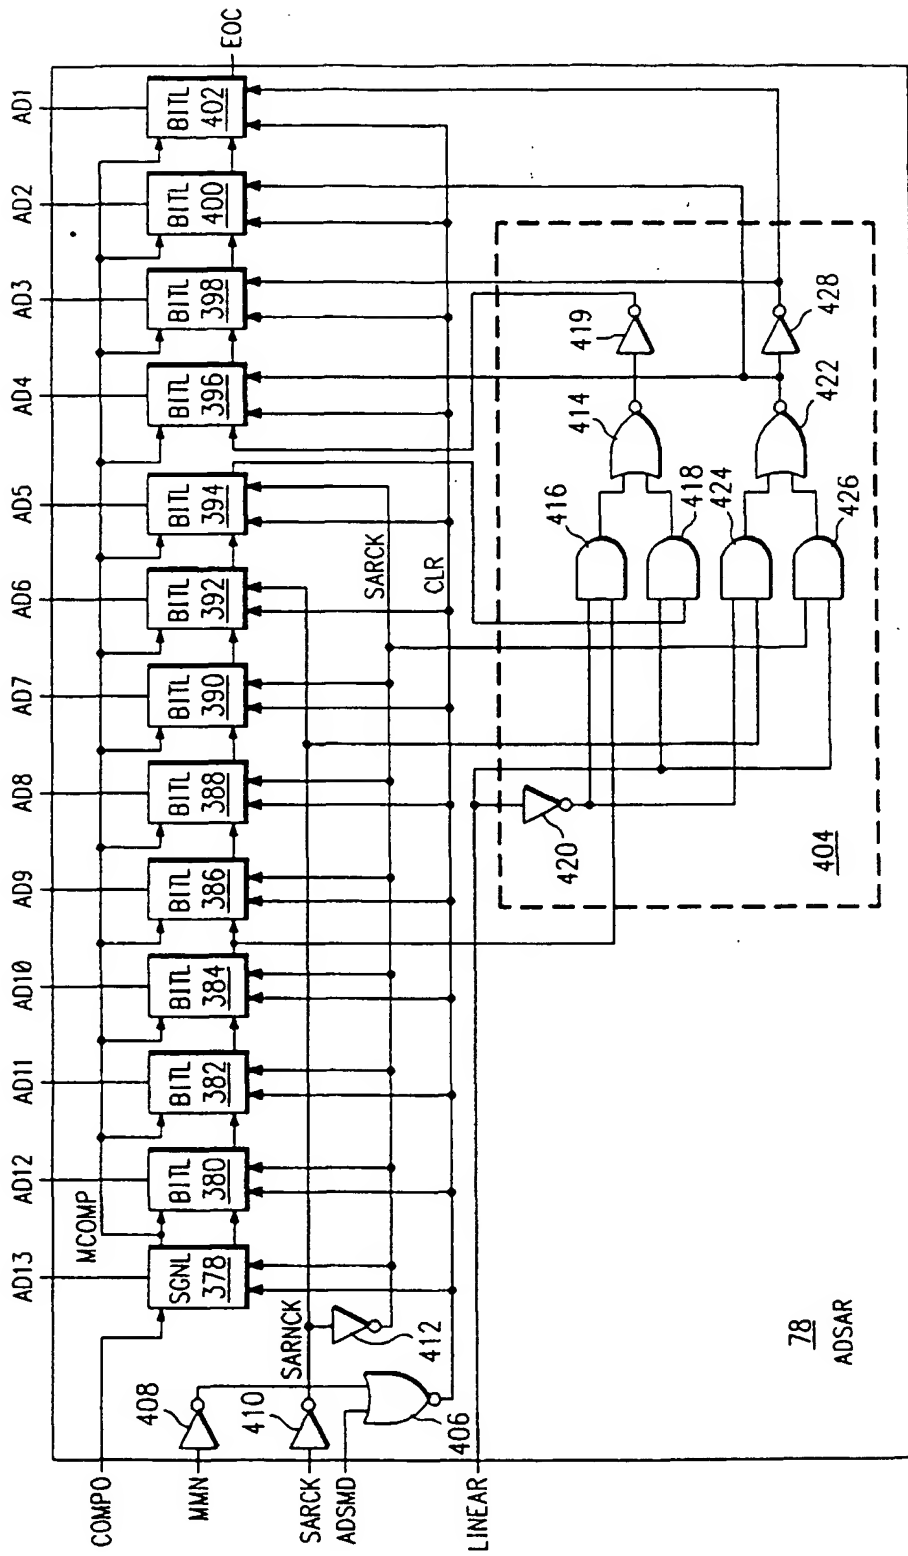 AD13
AD12
AD11
AD10
AD9
AD8
AD7
AD6
AD5
AD4
AD3
AD2
AD1
MCOMP
SGNL
378
BITL
380
BITL
382
BITL
384
BITL
386
BITL
388
BITL
390
BITL
392
BITL
394
BITL
396
BITL
398
BITL
400
BITL
402
EOC
COMPO
MMN
SARCK
ADSMD
LINEAR
408
410
SARNCK
412
406
SARCK
CLR
420
416
418
414
419
424
426
422
428
404
78
ADSAR